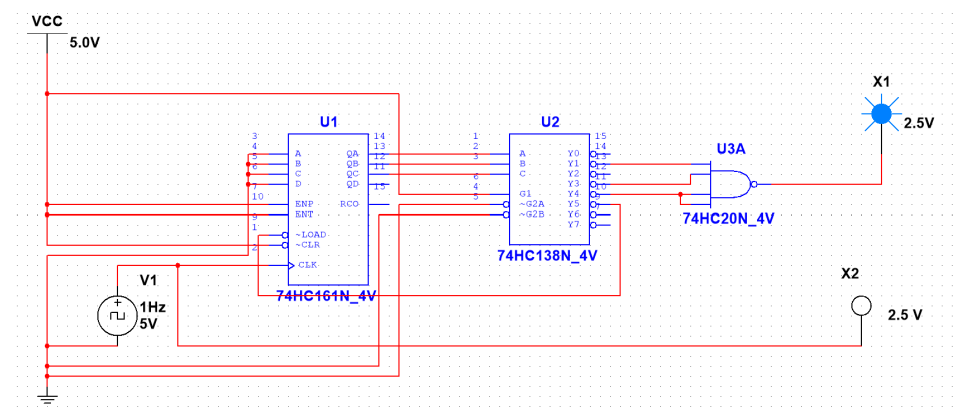 VCC
5.0V
X1
2.5V
U1
U2
U3A
3
4
5
6
7
10
9
1
2
A
B
C
D
ENP
ENT
~LOAD
~CLR
CLK
QA
QB
QC
QD
RCO
14
13
12
11
15
74HC161N_4V
1
2
3
6
4
5
A
B
C
G1
~G2A
~G2B
Y0
Y1
Y2
Y3
Y4
Y5
Y6
Y7
15
14
13
12
11
10
9
7
74HC138N_4V
74HC20N_4V
V1
1Hz
5V
X2
2.5 V